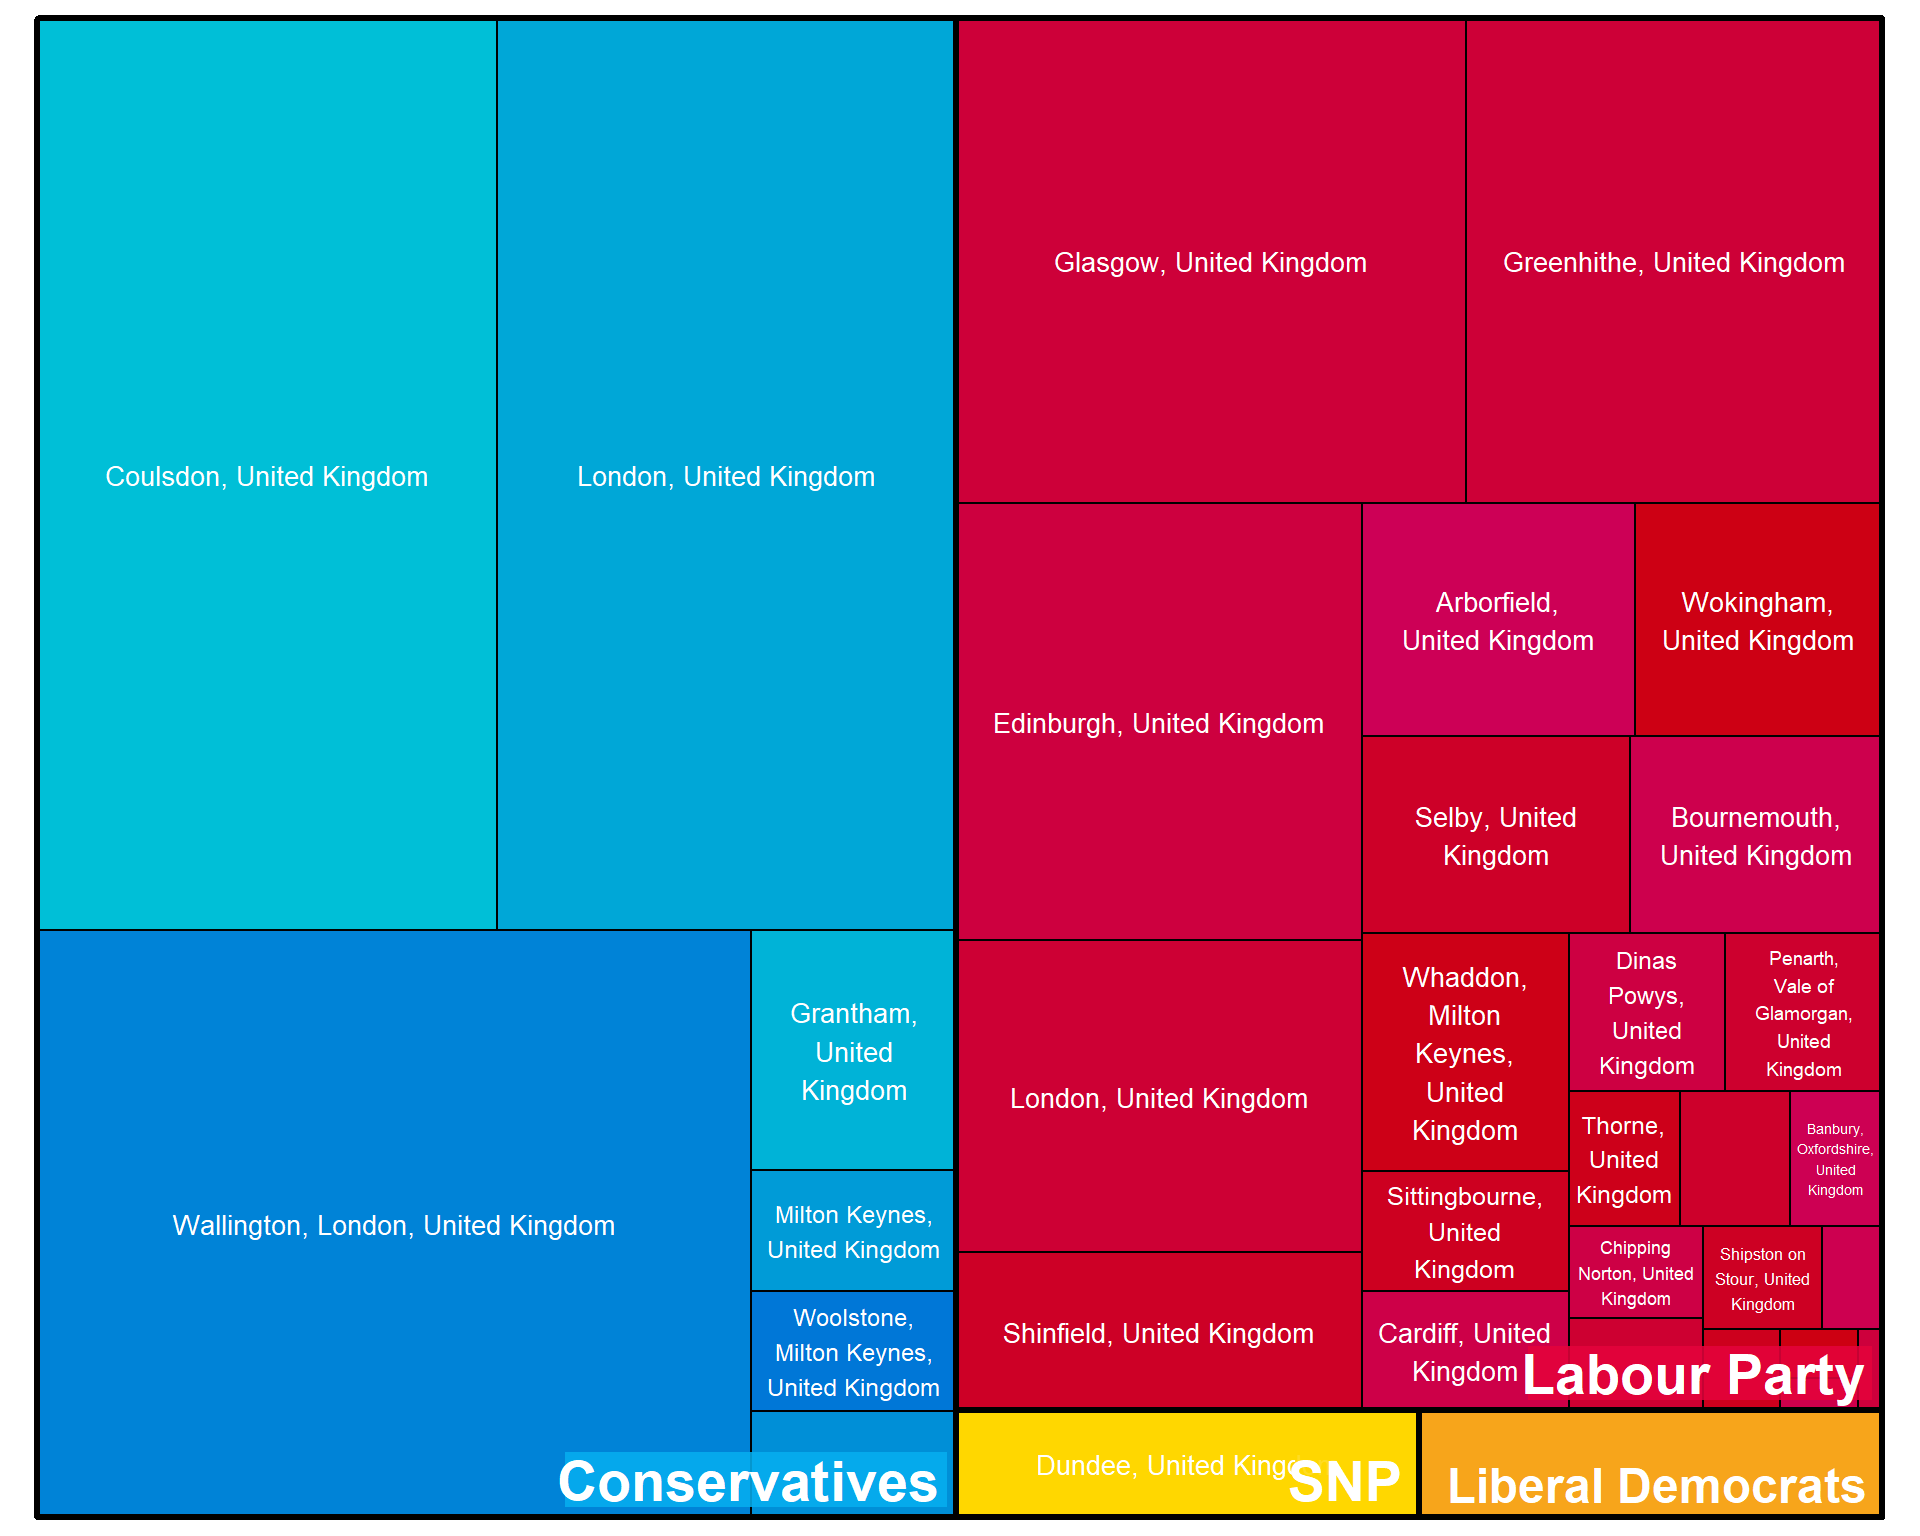 Coulsdon, United Kingdom
London, United Kingdom
Wallington, London, United Kingdom
Grantham,
United
Kingdom
Milton Keynes,
United Kingdom
Woolstone,
Milton Keynes,
United Kingdom
Conservatives
Glasgow, United Kingdom
Greenhithe, United Kingdom
Edinburgh, United Kingdom
Arborfield,
United Kingdom
Wokingham,
United Kingdom
Selby, United
Kingdom
Bournemouth,
United Kingdom
London, United Kingdom
Shinfield, United Kingdom
Whaddon,
Milton
Keynes,
United
Kingdom
Dinas
Powys,
United
Kingdom
Penarth,
Vale of
Glamorgan,
United
Kingdom
Thorne,
United
Kingdom
Banbury,
Oxfordshire,
United
Kingdom
Sittingbourne,
United
Kingdom
Chipping
Norton, United
Kingdom
Shipston on
Stour, United
Kingdom
Cardiff, United
Kingdom
Labour Party
Dundee, United
SNP
Liberal Democrats